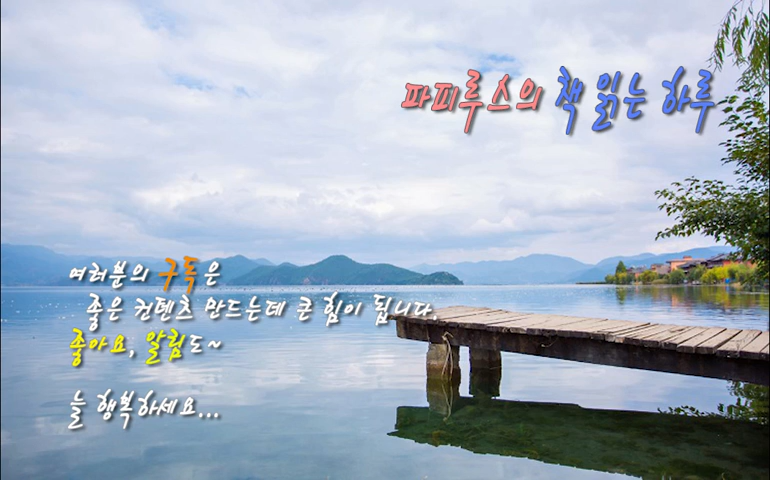 파피루스의 책 읽는 하루
여러분의 구독은
좋은 컨텐츠 만드는데 큰 힘이 됩니다.
좋아요, 알림도~
늘 행복하세요...